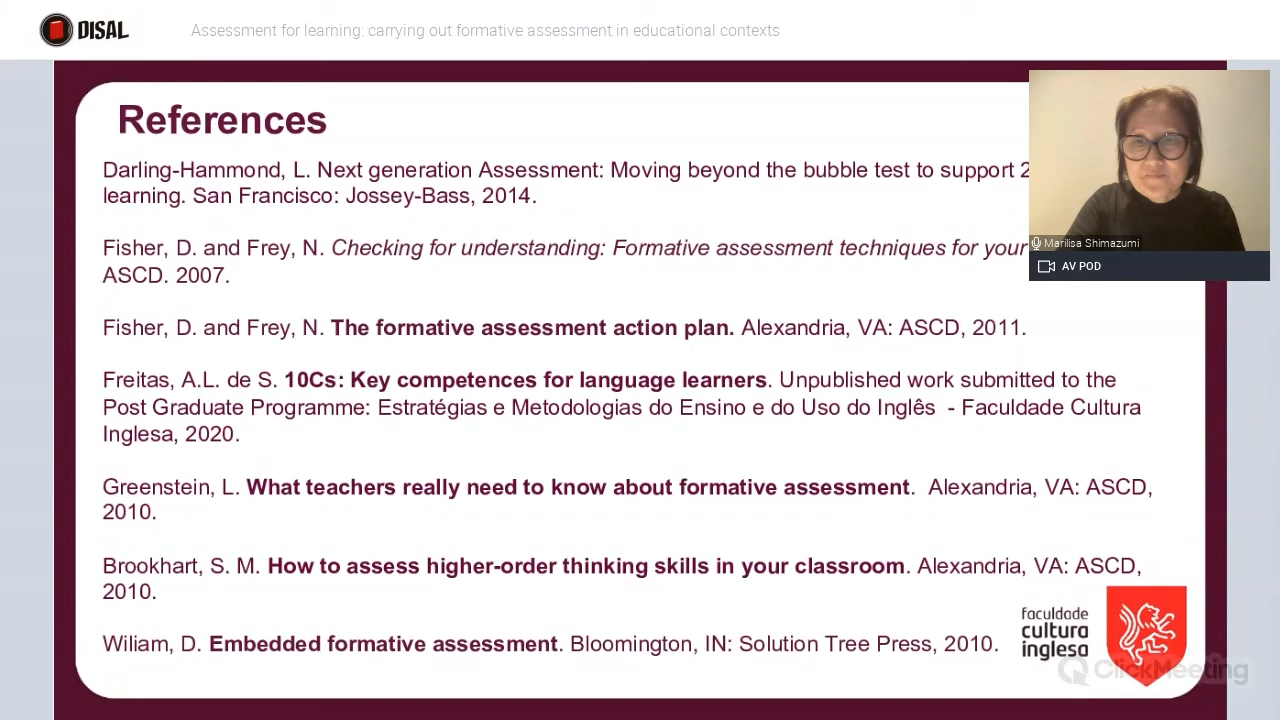 DISAL
Assessment for learning: carrying out formative assessment in educational contexts
References
Darling-Hammond, L. Next generation Assessment: Moving beyond the bubble test to support 2
learning. San Francisco: Jossey-Bass, 2014.
Fisher, D. and Frey, N. Checking for understanding: Formative assessment techniques for your
ASCD. 2007.
Fisher, D. and Frey, N. The formative assessment action plan. Alexandria, VA: ASCD, 2011.
Freitas, A.L. de S. 10Cs: Key competences for language learners. Unpublished work submitted to the
Post Graduate Programme: Estratégias e Metodologias do Ensino e do Uso do Inglês - Faculdade Cultura
Inglesa, 2020.
Greenstein, L. What teachers really need to know about formative assessment. Alexandria, VA: ASCD,
2010.
Brookhart, S. M. How to assess higher-order thinking skills in your classroom. Alexandria, VA: ASCD,
2010.
Wiliam, D. Embedded formative assessment. Bloomington, IN: Solution Tree Press, 2010.
Marilisa Shimazumi
AV POD
faculdade
cultura
inglesa
ClickMeeting